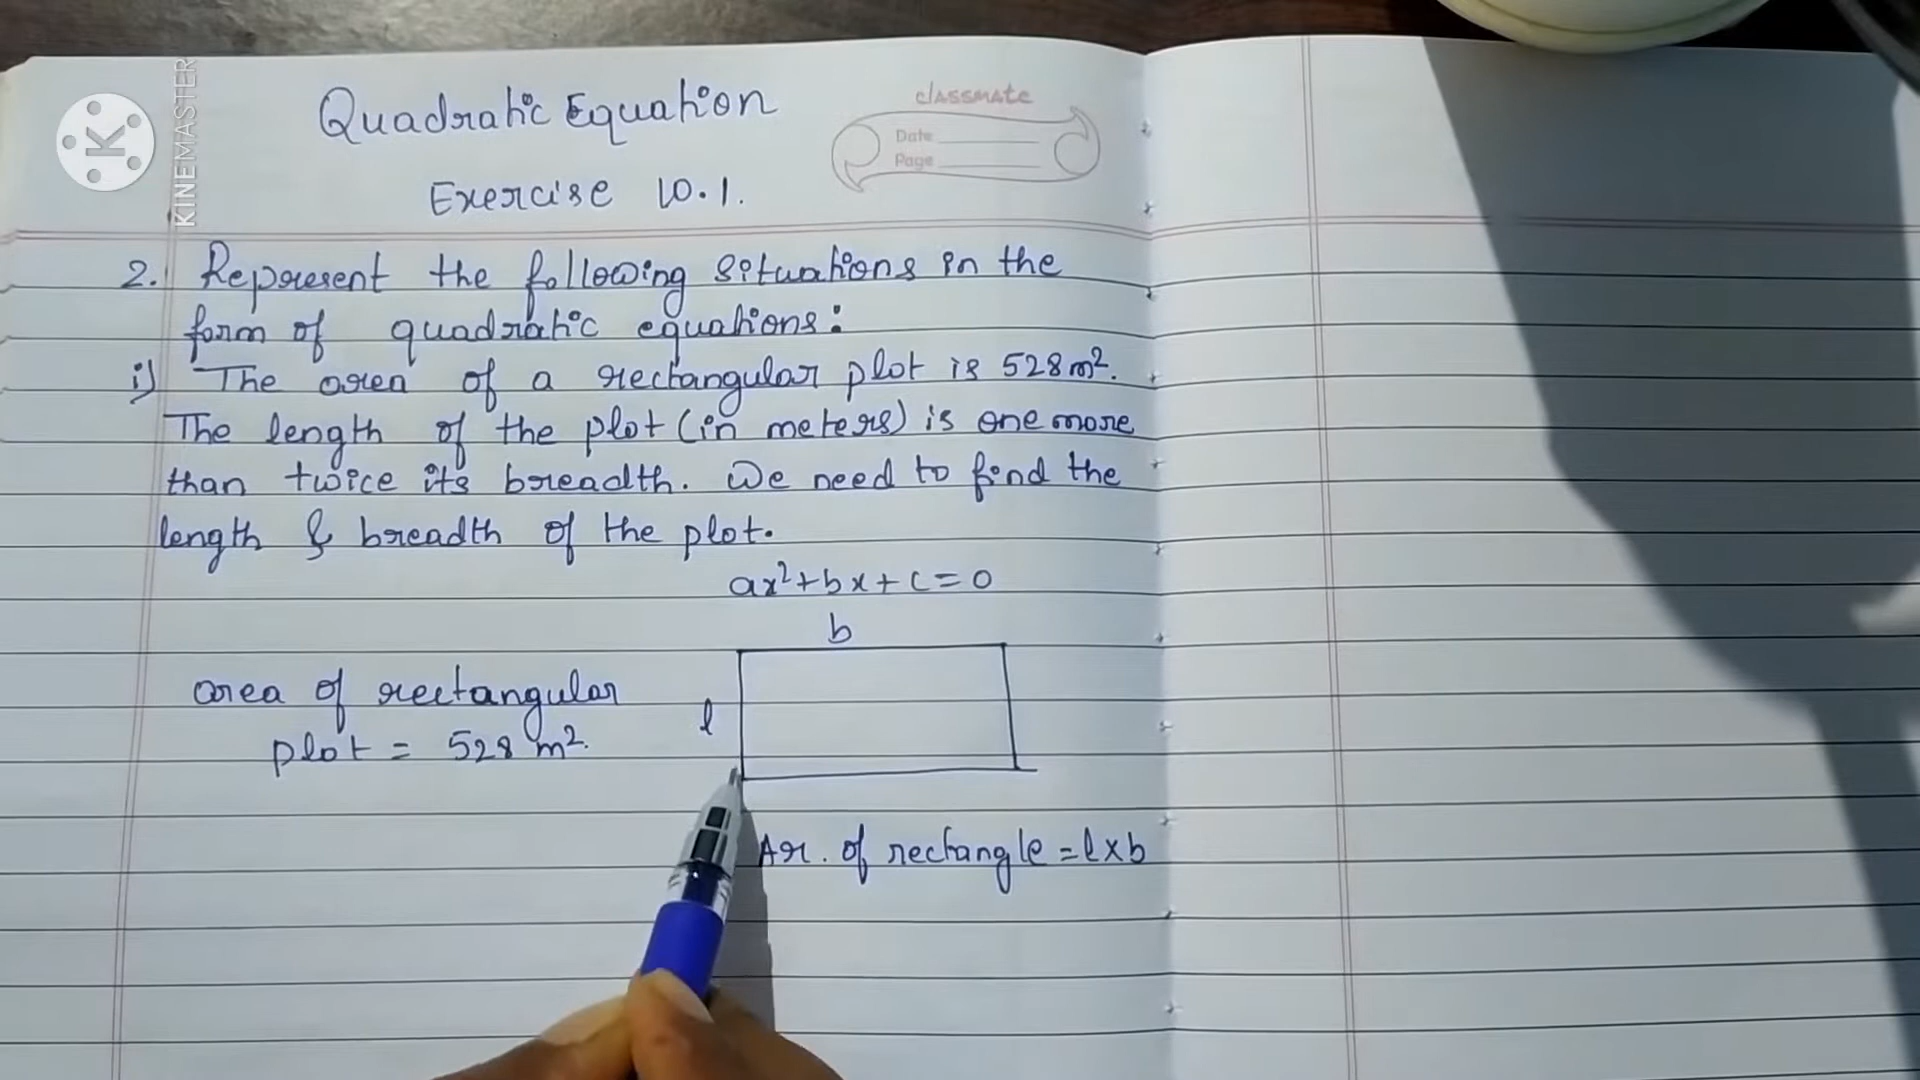 KINEMASTER
Quadratic Equation
classmate
Date
Page
Exercise 10.1.
2. Represent the following situations in the
form of quadratic equations:
i) The area of a rectangular plot is 528m².
The length of the plot (in meters) is one more
than twice its breadth. We need to find the
length & breadth of the plot.
ax²+bx+c=0
b
area of rectangular
plot = 528 m².
l
Ar. of rectangle = l×b